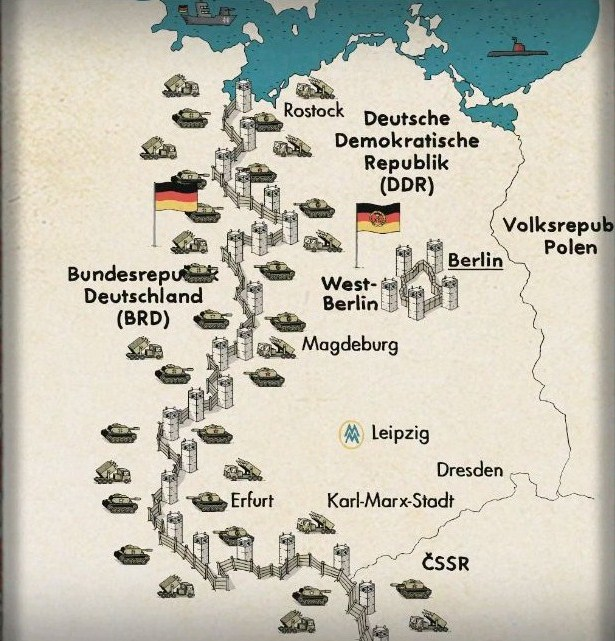 Rostock
Deutsche
Demokratische
Republik
(DDR)
Volksrepub
Polen
Berlin
West-
Berlin
Bundesrepu
Deutschland
(BRD)
Magdeburg
Leipzig
Dresden
Erfurt
Karl-Marx-Stadt
ČSSR